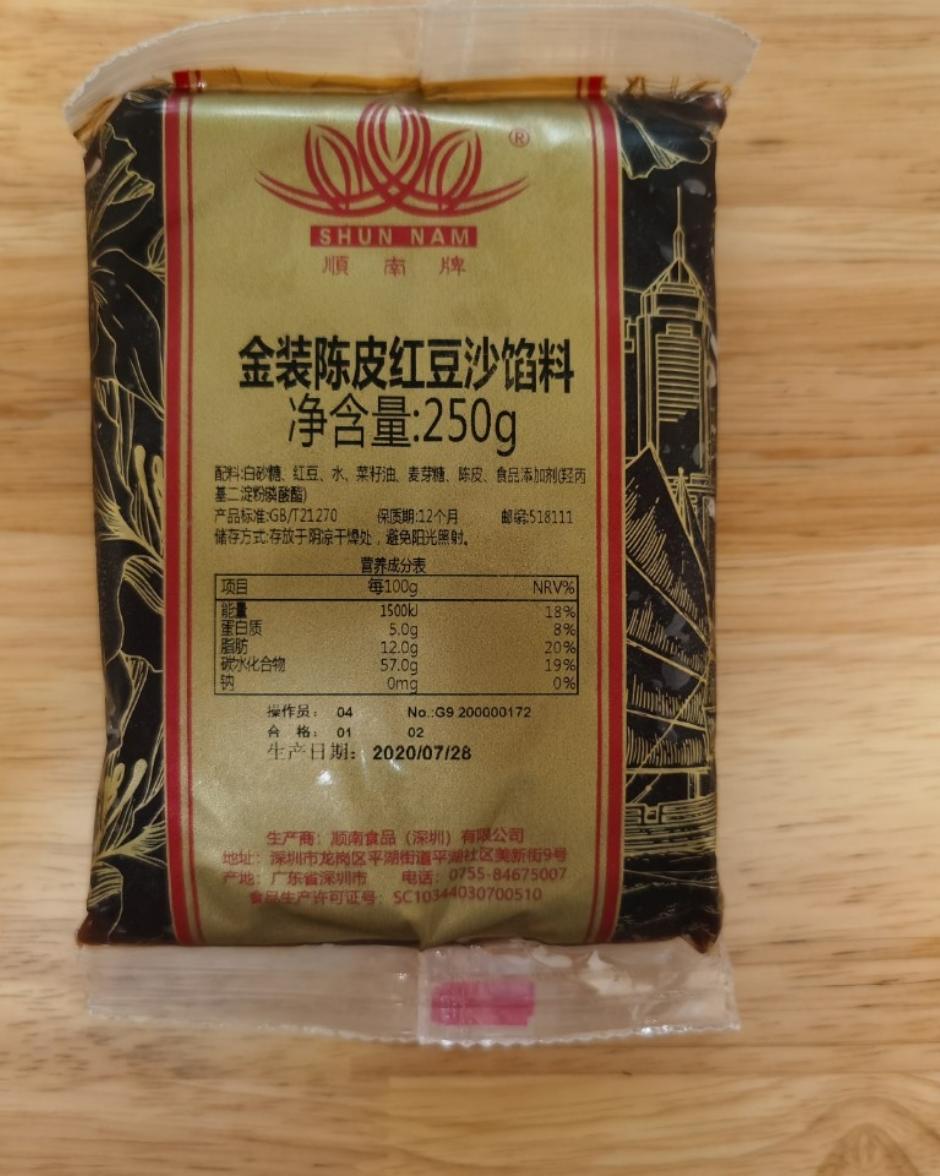 ®
SHUN NAM
順 南 牌
金装陈皮红豆沙馅料
净含量:250g
配料:白砂糖、红豆、水、菜籽油、麦芽糖、陈皮、食品添加剂(羟丙
基二淀粉磷酸酯)
产品标准:GB/T21270 保质期:12个月 邮编:518111
储存方式:存放于阴凉干燥处，避免阳光照射。
营养成分表
项目 每100g NRV%
能量 1500kJ 18%
蛋白质 5.0g 8%
脂肪 12.0g 20%
碳水化合物 57.0g 19%
钠 0mg 0%
操作员： 04 No.:G9 200000172
合 格： 01 02
生产日期： 2020/07/28
生产商：顺南食品（深圳）有限公司
地址：深圳市龙岗区平湖街道平湖社区美新街9号
产地：广东省深圳市 电话：0755-84675007
食品生产许可证号：SC10344030700510